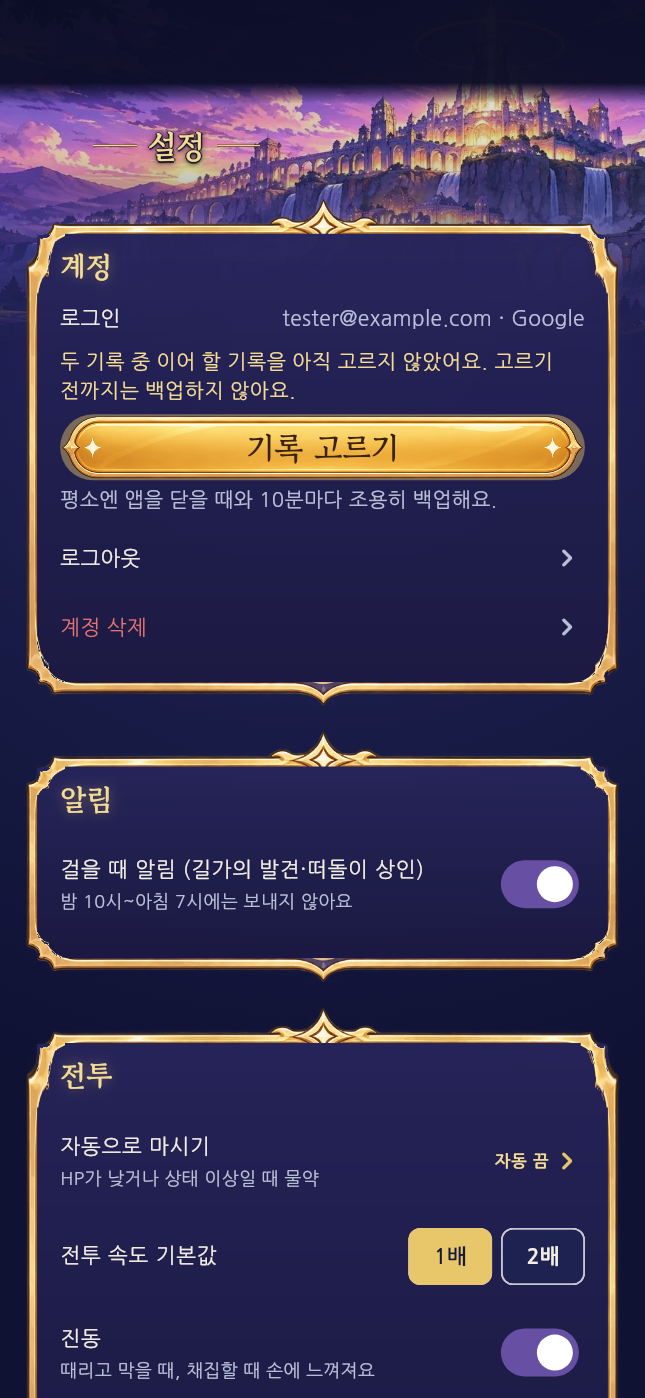 설정
계정
로그인 tester@example.com · Google
두 기록 중 이어 할 기록을 아직 고르지 않았어요. 고르기
전까지는 백업하지 않아요.
기록 고르기
평소엔 앱을 닫을 때와 10분마다 조용히 백업해요.
로그아웃
계정 삭제
알림
걸을 때 알림 (길가의 발견·떠돌이 상인)
밤 10시~아침 7시에는 보내지 않아요
전투
자동으로 마시기
HP가 낮거나 상태 이상일 때 물약
자동 끔
전투 속도 기본값 1배 2배
진동
때리고 막을 때, 채집할 때 손에 느껴져요